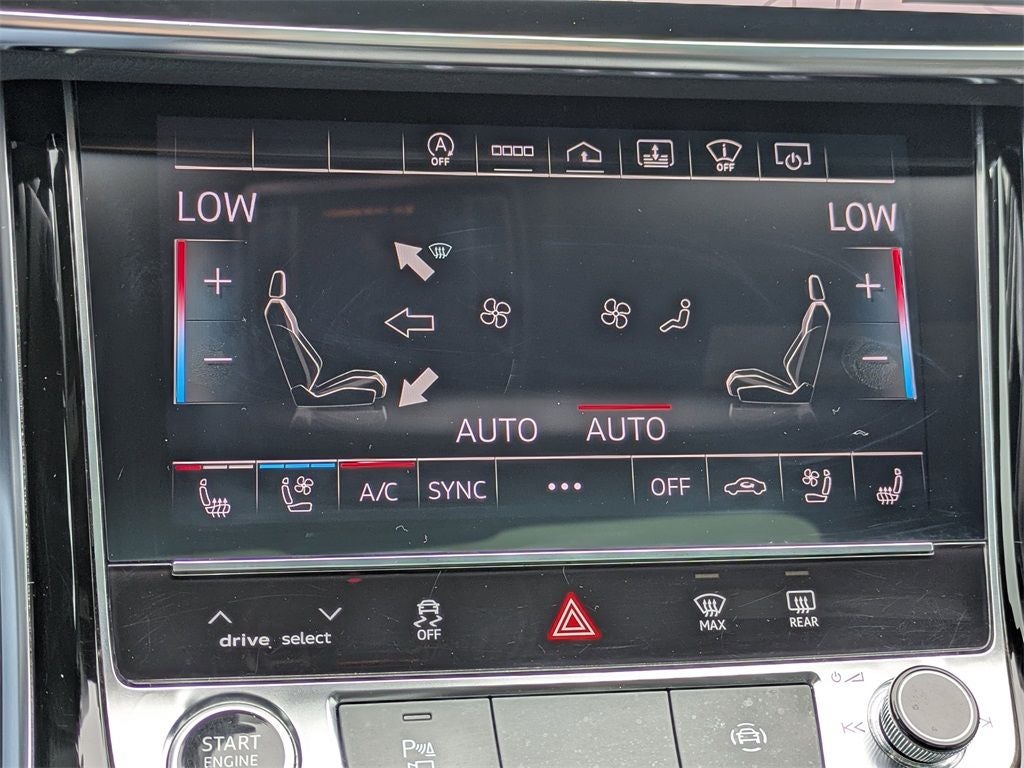 A
OFF
i
OFF
LOW
LOW
+
+
−
−
AUTO
AUTO
A/C
SYNC
•••
OFF
drive select
OFF
MAX
REAR
START
ENGINE
P